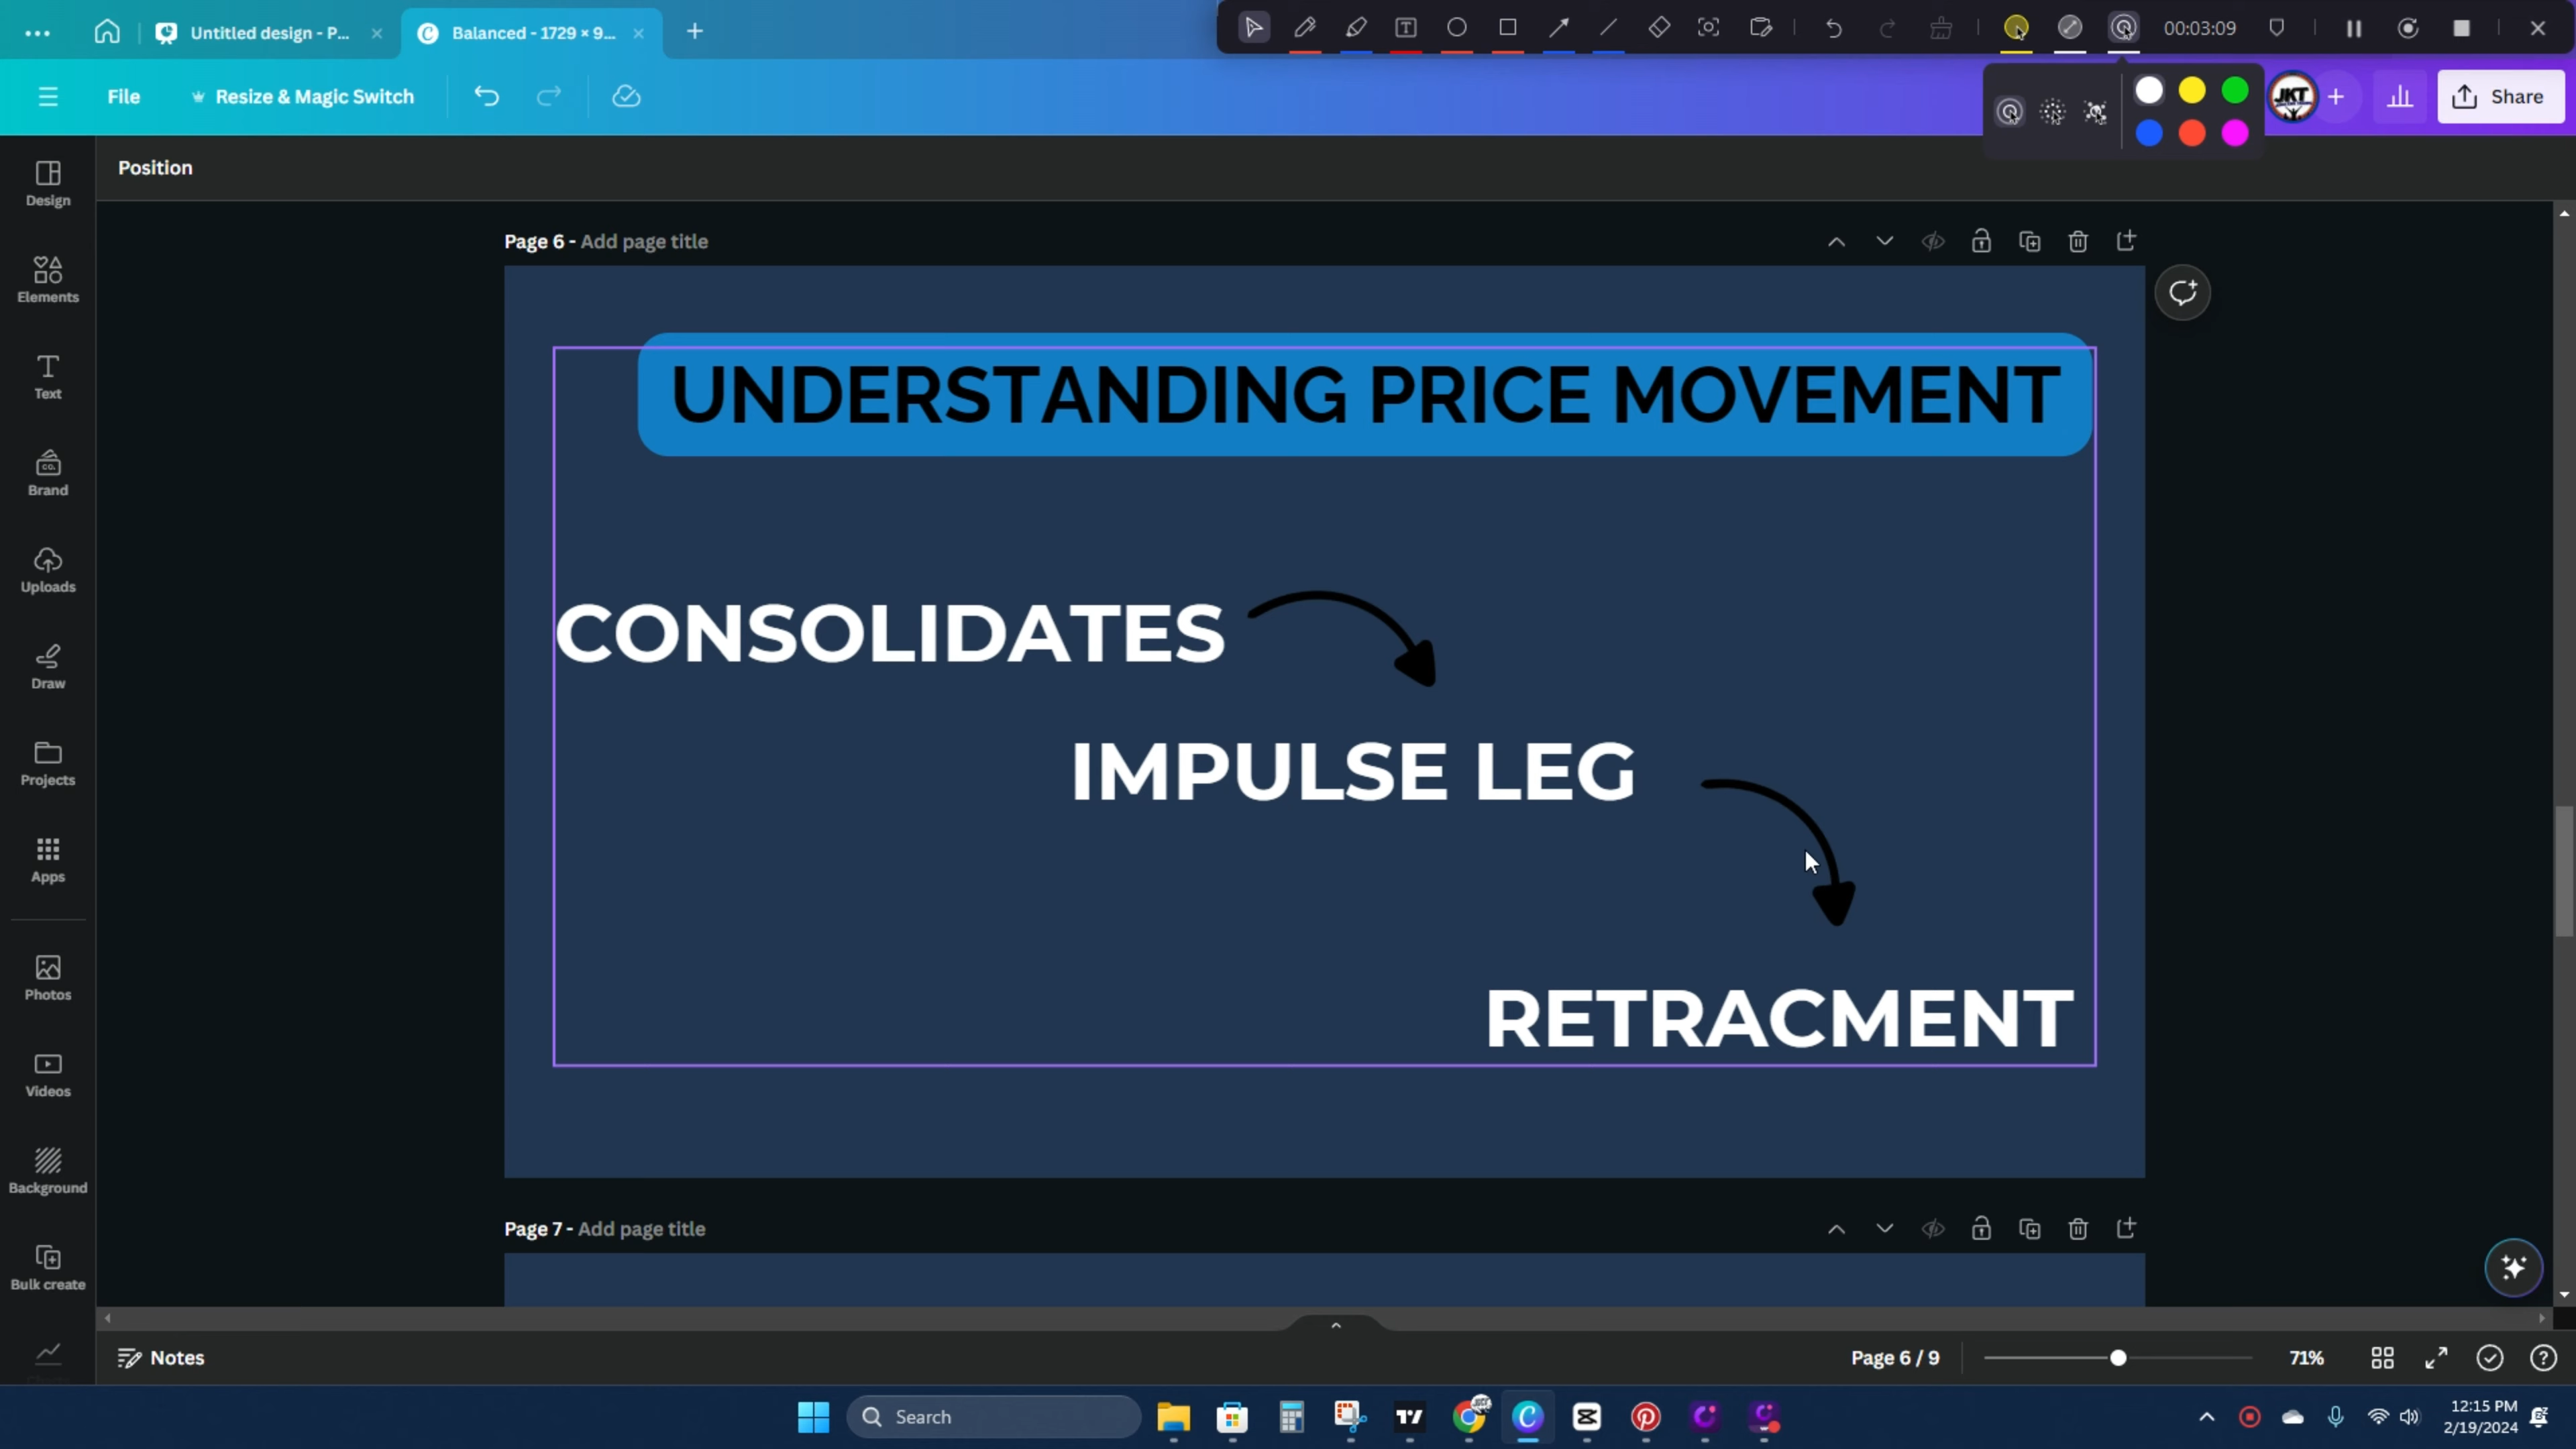 Untitled design - P...
Balanced - 1729 × 9...
00:03:09
File
Resize & Magic Switch
JKT
Share
Position
Design
Elements
Text
Brand
Uploads
Draw
Projects
Apps
Photos
Videos
Background
Bulk create
Page 6 - Add page title
UNDERSTANDING PRICE MOVEMENT
CONSOLIDATES
IMPULSE LEG
RETRACMENT
Page 7 - Add page title
Notes
Page 6 / 9
71%
Search
12:15 PM
2/19/2024